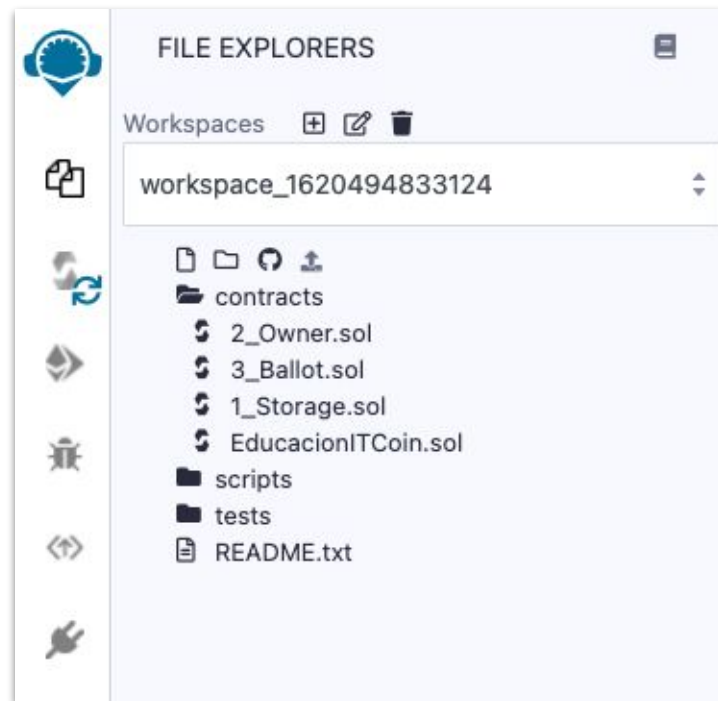 FILE EXPLORERS
Workspaces
workspace_1620494833124
contracts
2_Owner.sol
3_Ballot.sol
1_Storage.sol
EducacionITCoin.sol
scripts
tests
README.txt